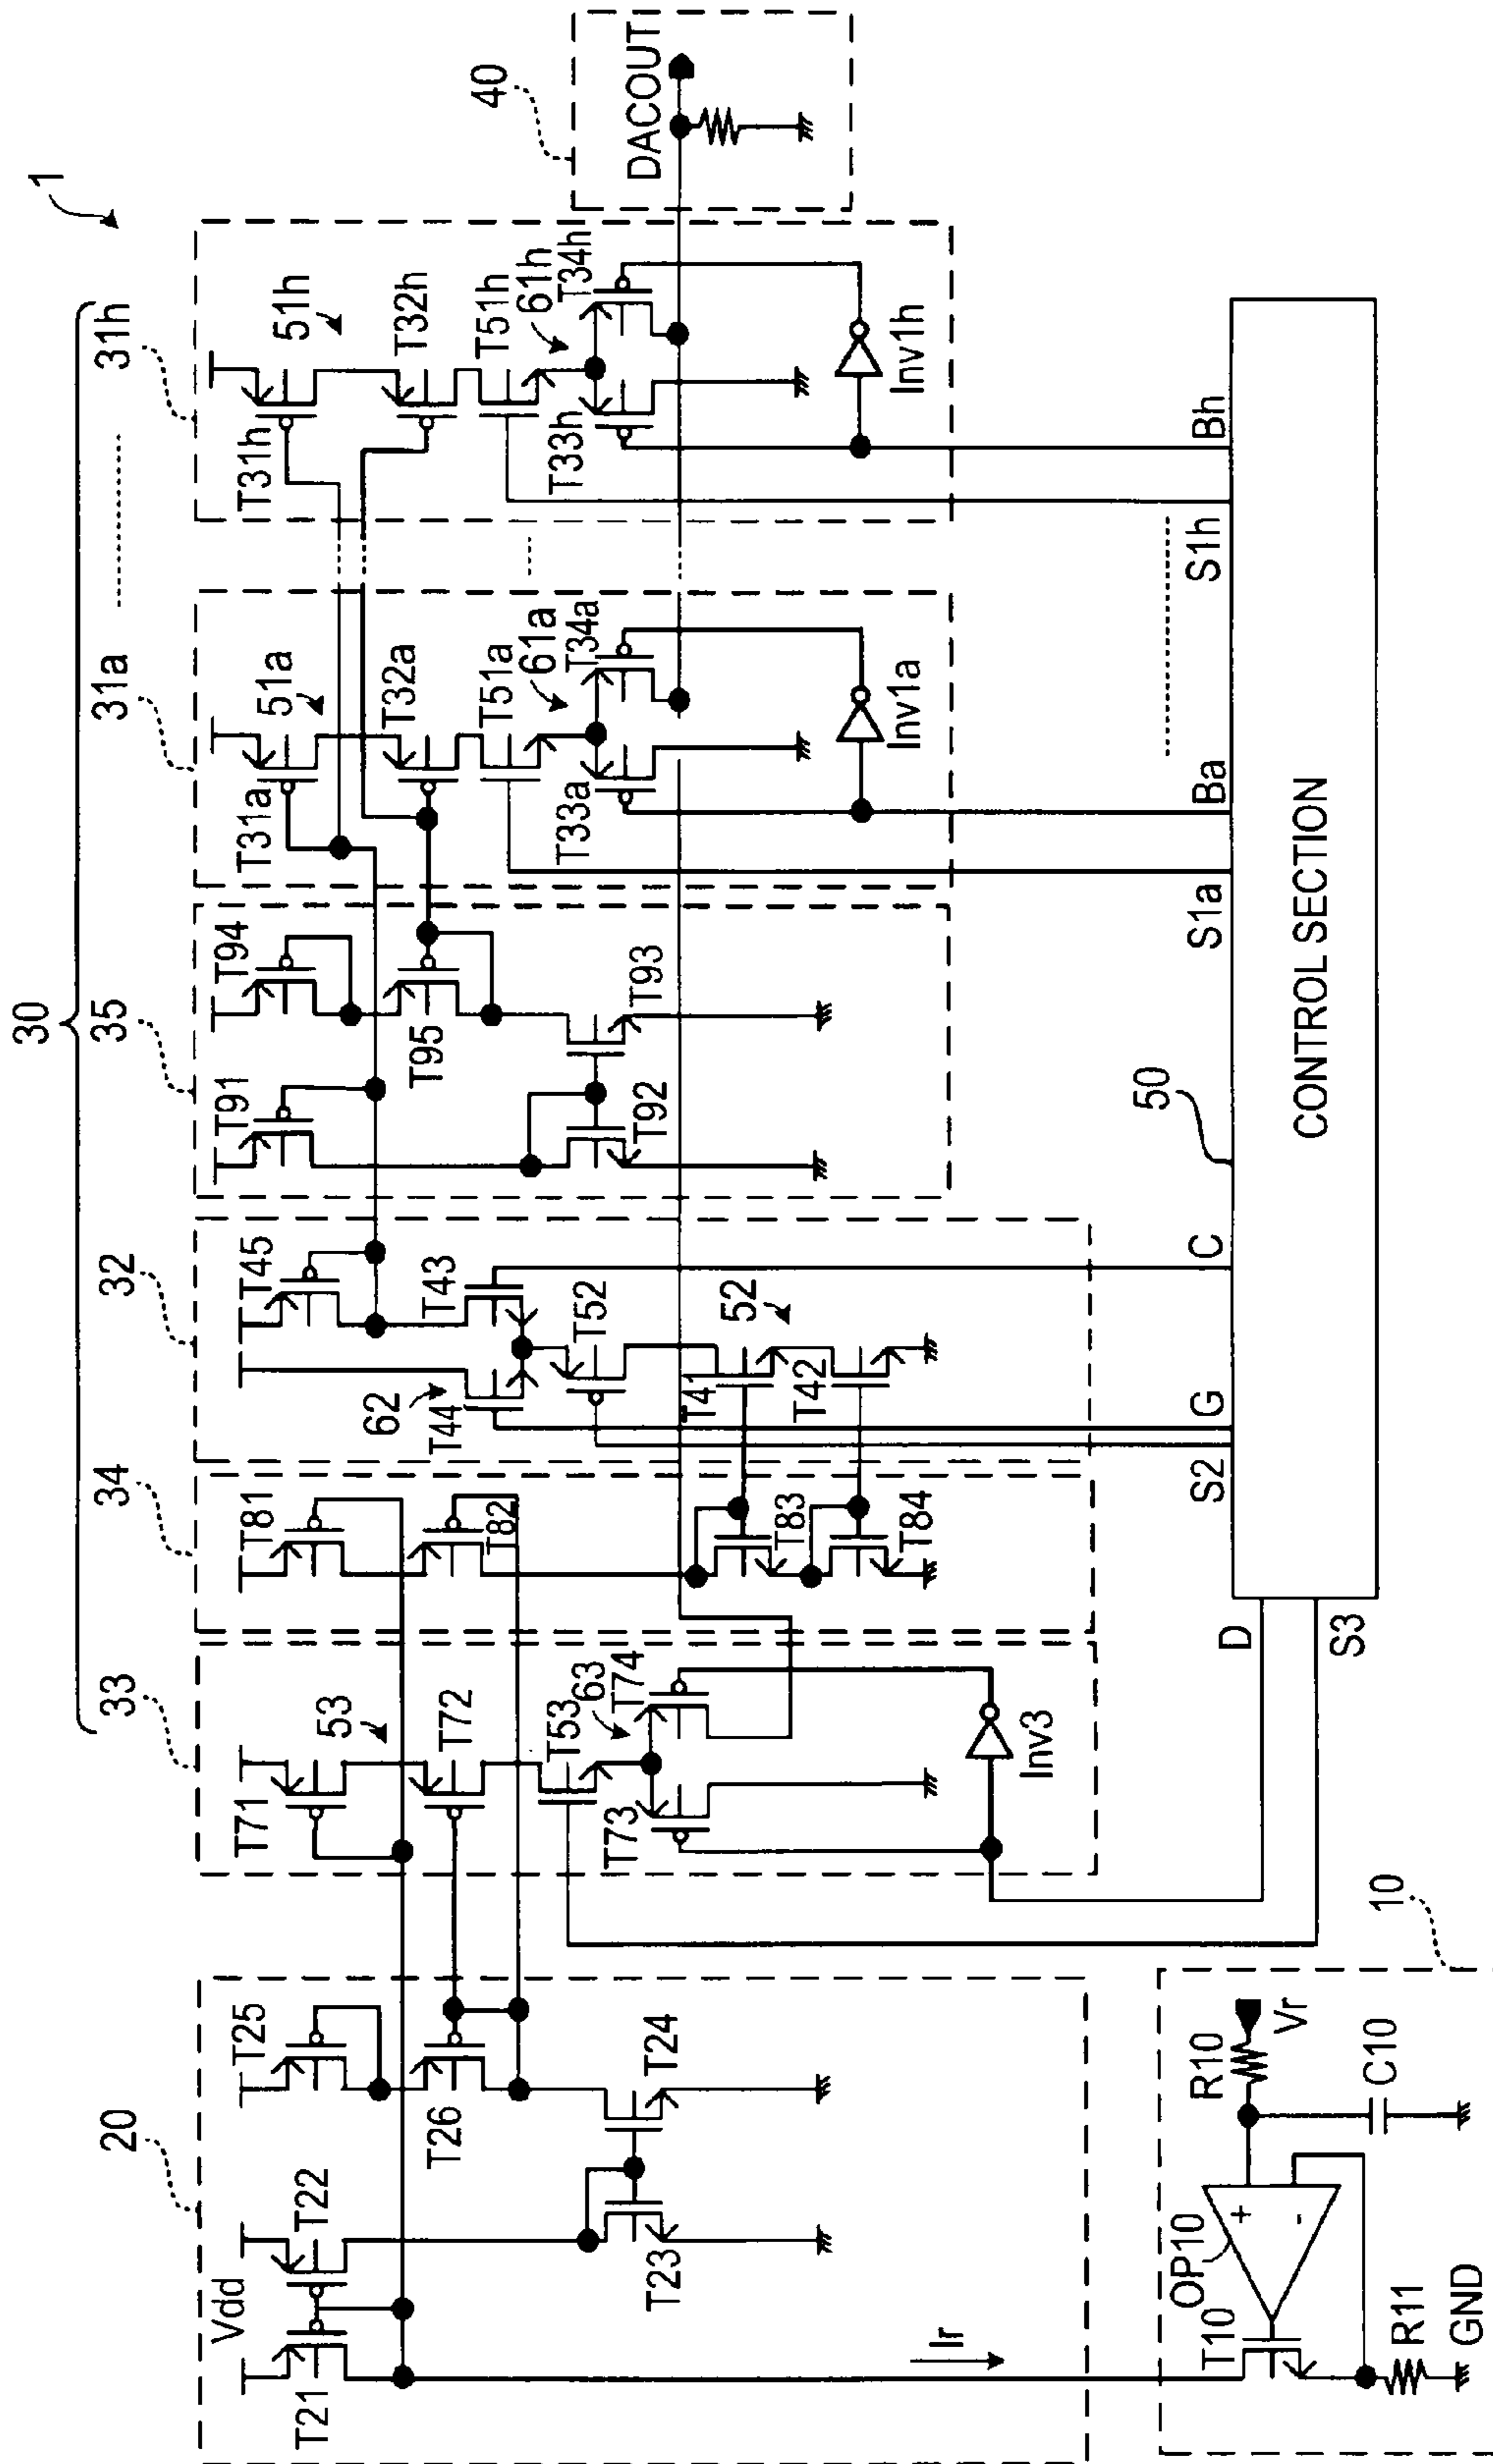 1
30
20
33
34
32
35
31a
31h
40
Vdd
T21
T22
T25
T26
T23
T24
Ir
T71
53
T72
T53
63
T73
T74
Inv3
T81
T82
T83
T84
T45
T43
62
T44
T52
52
T41
T42
T91
T94
T95
T92
T93
T31a
51a
T32a
T51a
61a
T33a
T34a
Inv1a
T31h
51h
T32h
T51h
61h
T33h
T34h
Inv1h
DACOUT
D
S3
S2
G
C
50
S1a
Ba
S1h
Bh
CONTROL SECTION
10
T10
OP10
+
-
R10
Vr
C10
R11
GND